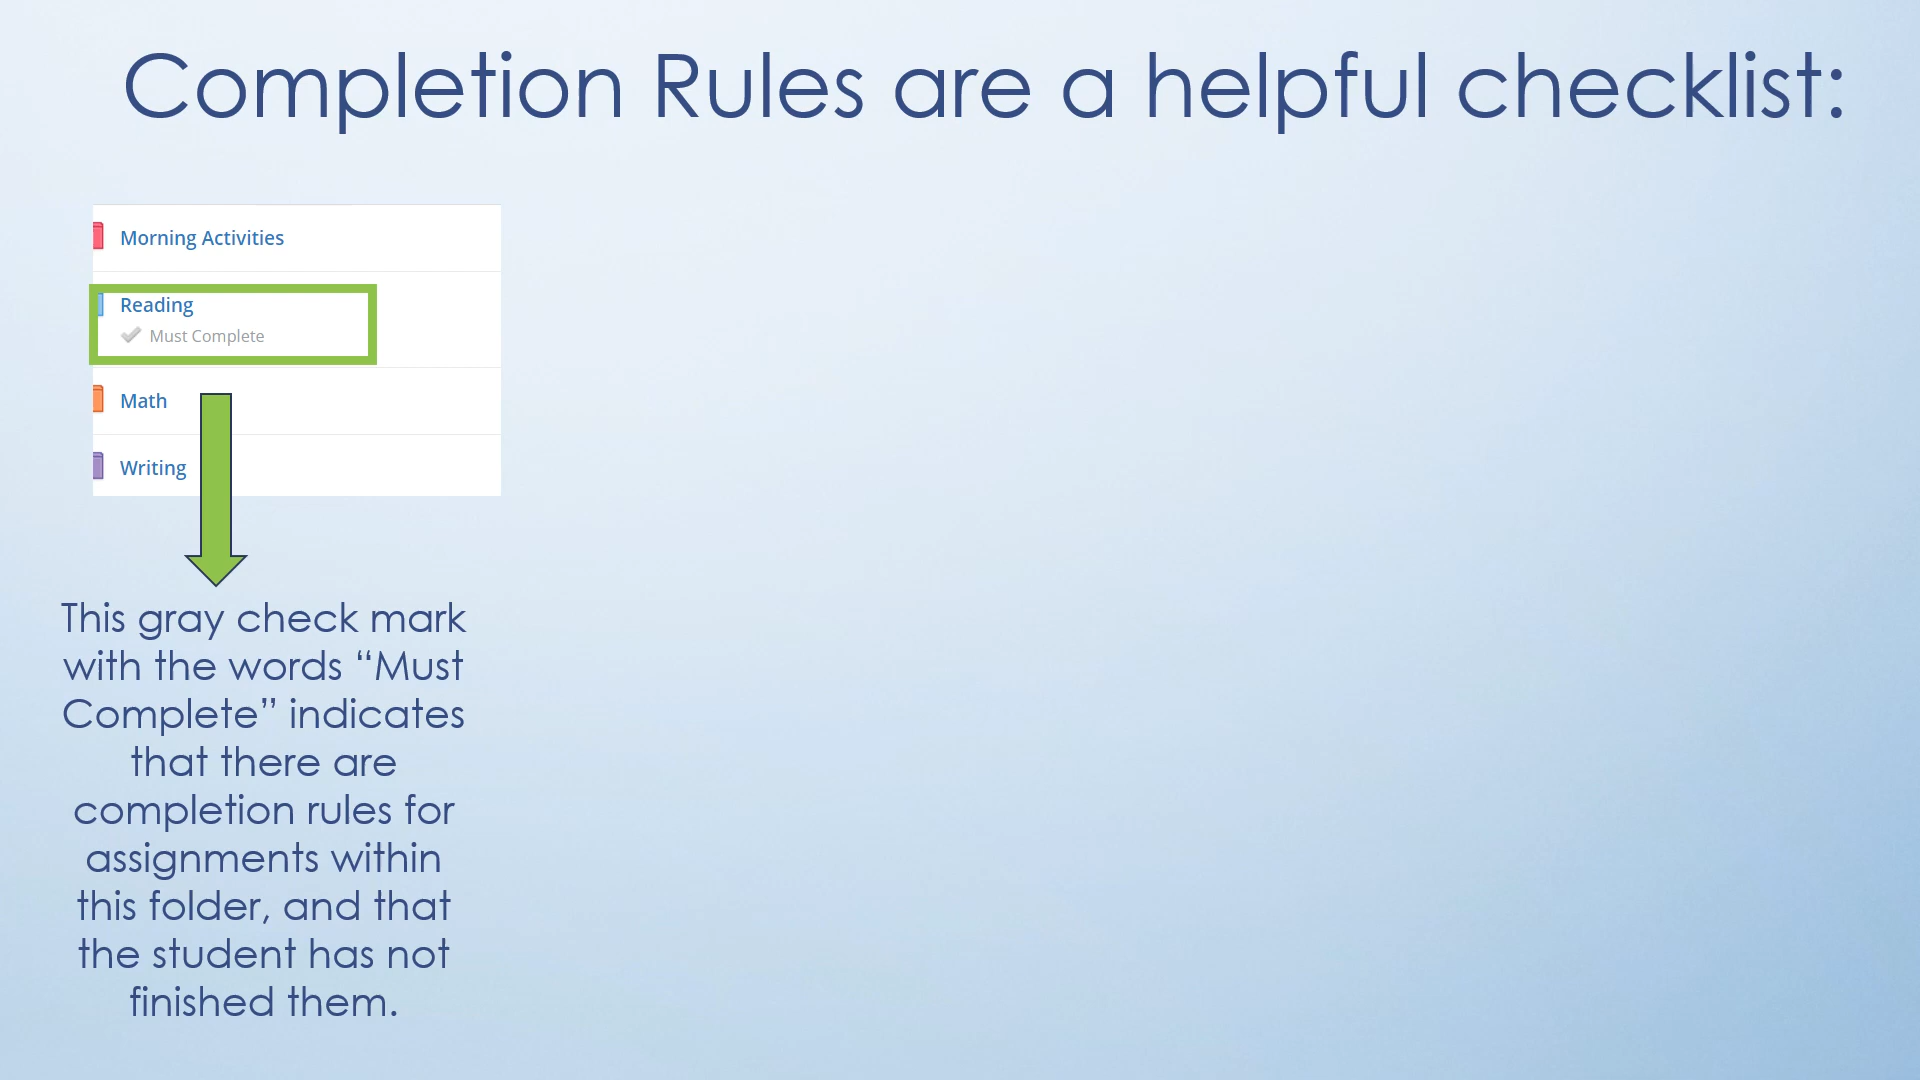 Completion Rules are a helpful checklist:
Morning Activities
Reading
Must Complete
Math
Writing
This gray check mark
with the words “Must
Complete” indicates
that there are
completion rules for
assignments within
this folder, and that
the student has not
finished them.